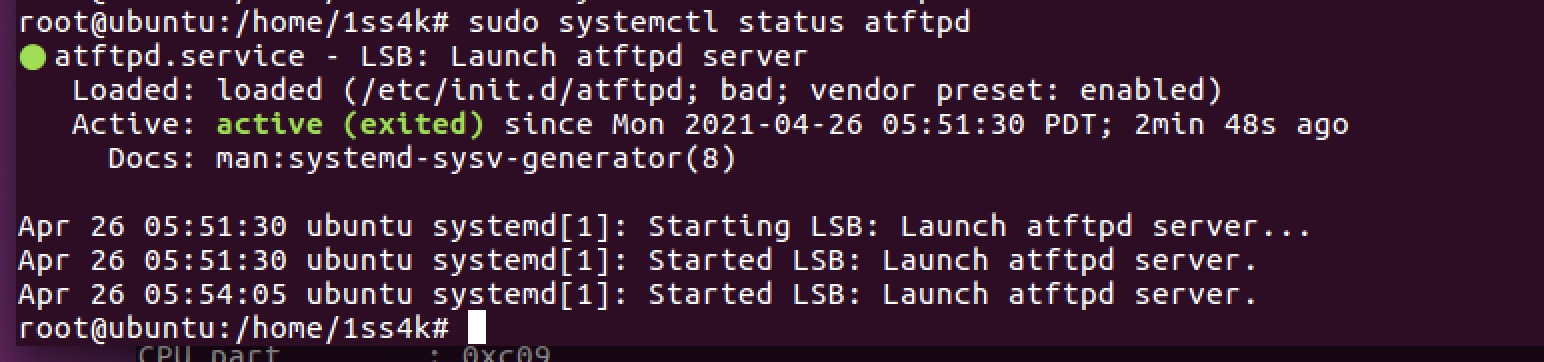 root@ubuntu:/home/1ss4k# sudo systemctl status atftpd
atftpd.service - LSB: Launch atftpd server
Loaded: loaded (/etc/init.d/atftpd; bad; vendor preset: enabled)
Active: active (exited) since Mon 2021-04-26 05:51:30 PDT; 2min 48s ago
Docs: man:systemd-sysv-generator(8)
Apr 26 05:51:30 ubuntu systemd[1]: Starting LSB: Launch atftpd server...
Apr 26 05:51:30 ubuntu systemd[1]: Started LSB: Launch atftpd server.
Apr 26 05:54:05 ubuntu systemd[1]: Started LSB: Launch atftpd server.
root@ubuntu:/home/1ss4k#
CPU part : 0xc09